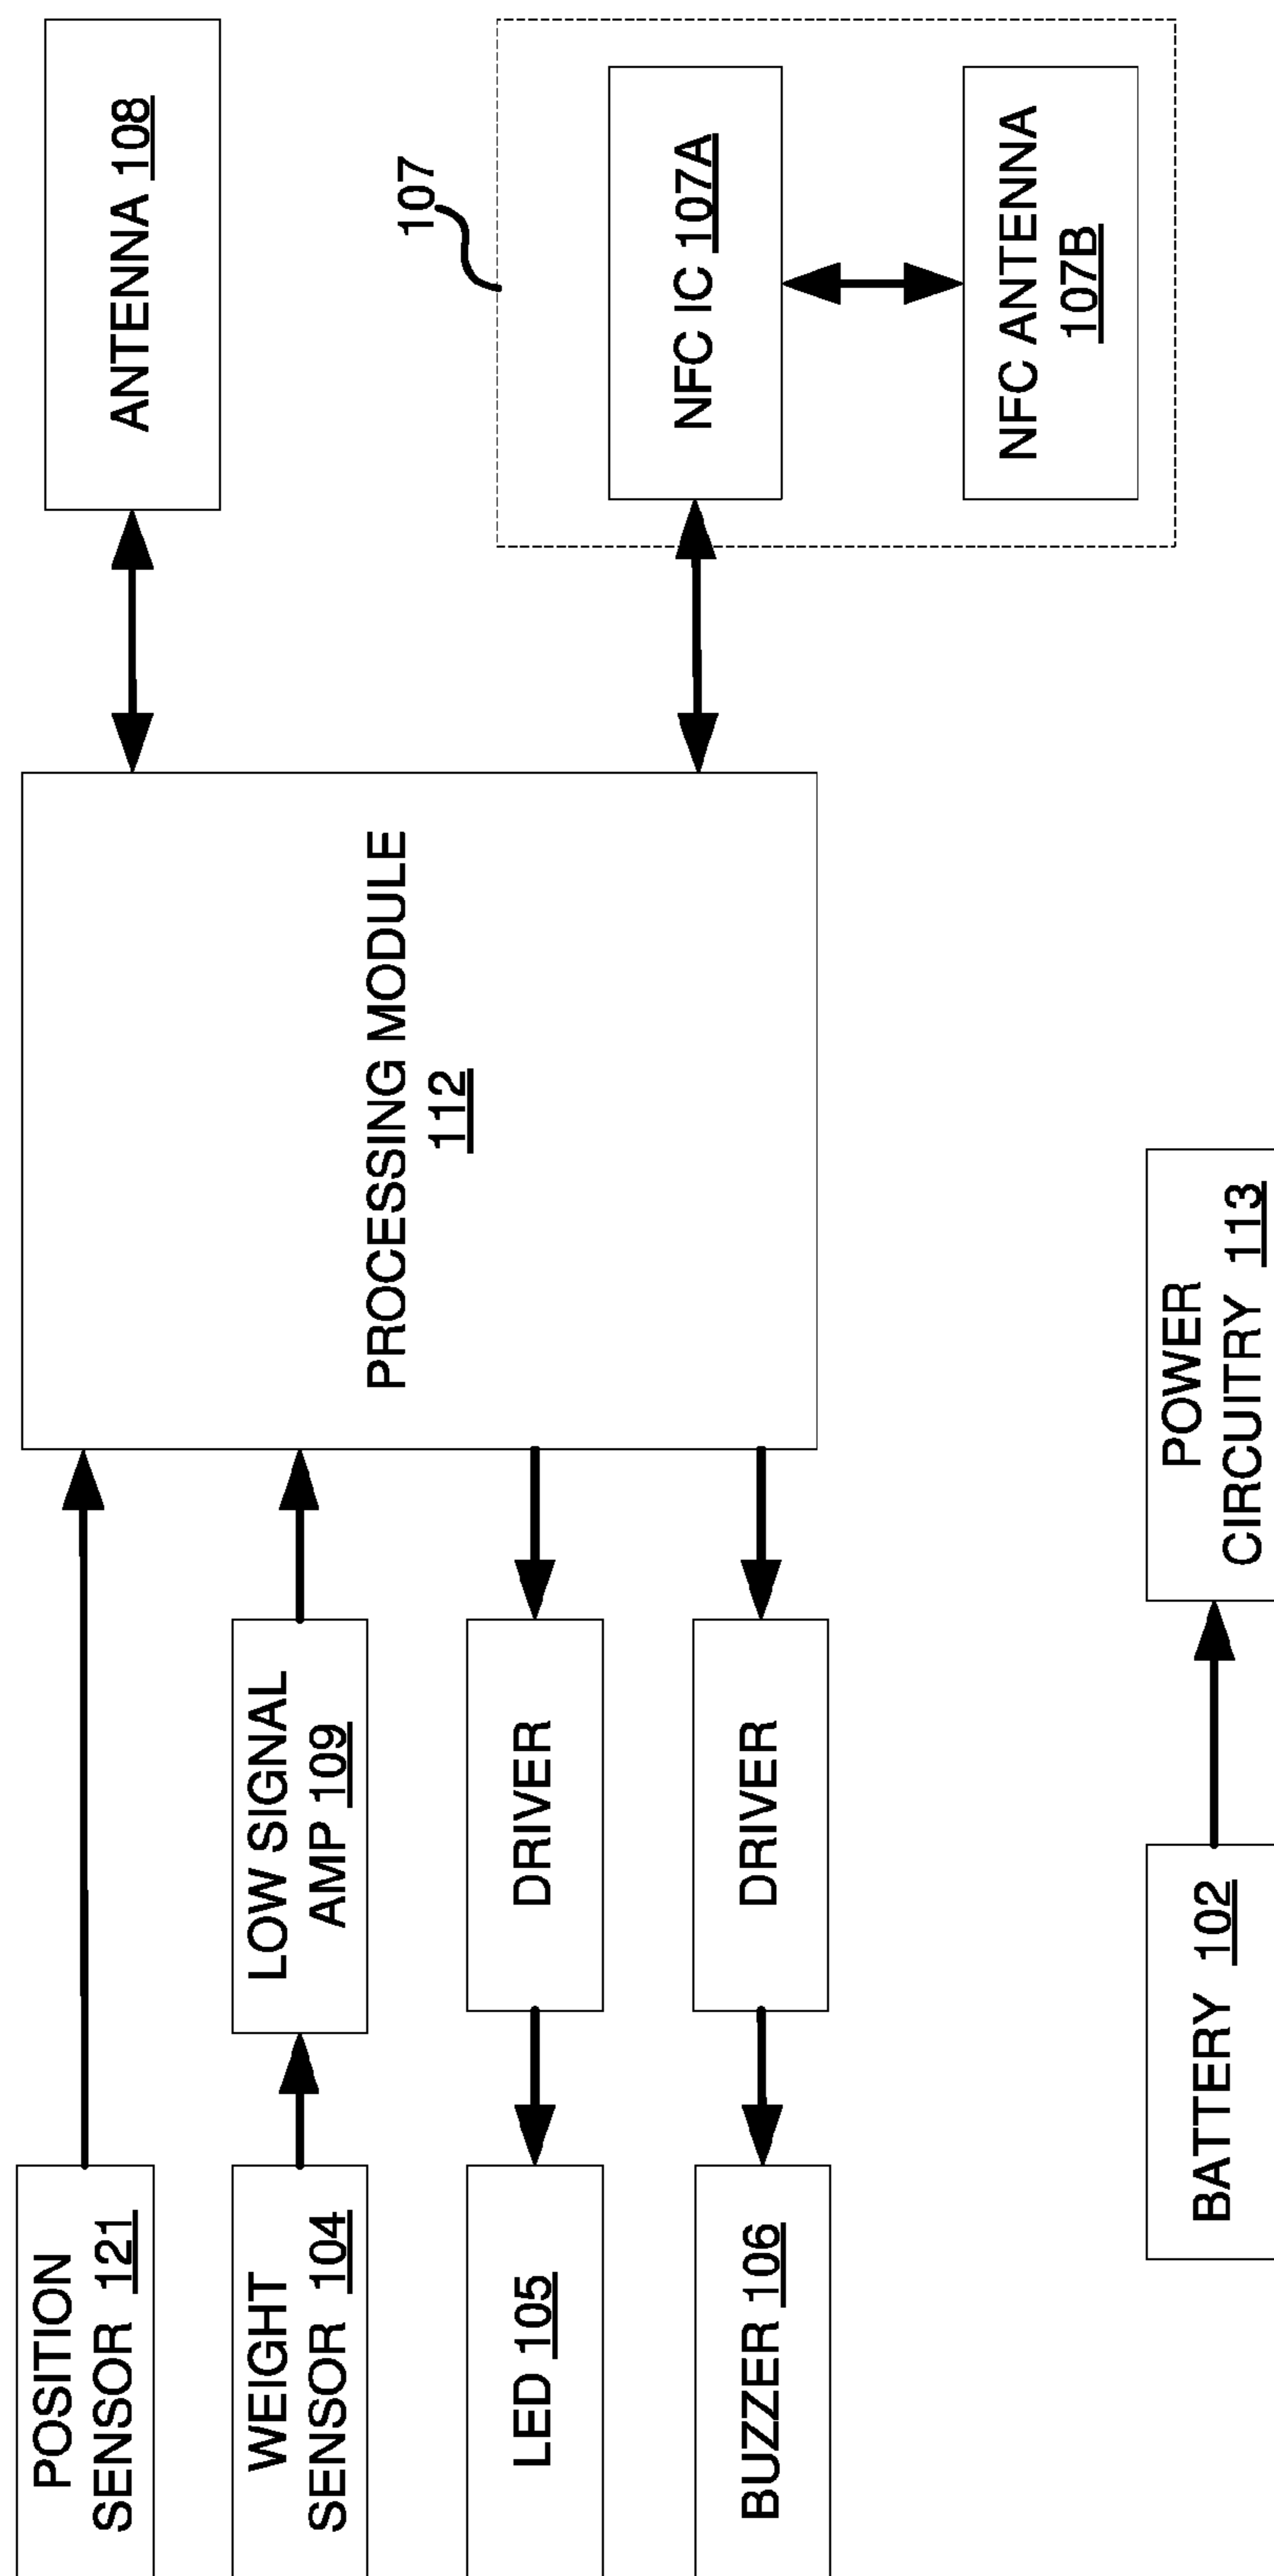 POSITION
SENSOR 121
WEIGHT
SENSOR 104
LOW SIGNAL
AMP 109
LED 105
DRIVER
BUZZER 106
DRIVER
PROCESSING MODULE
112
ANTENNA 108
107
NFC IC 107A
NFC ANTENNA
107B
BATTERY 102
POWER
CIRCUITRY 113